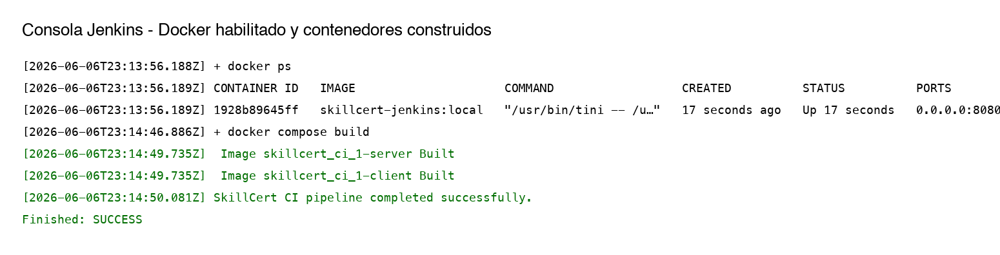 Consola Jenkins - Docker habilitado y contenedores construidos
[2026-06-06T23:13:56.188Z] + docker ps
[2026-06-06T23:13:56.189Z] CONTAINER ID   IMAGE                     COMMAND                  CREATED          STATUS          PORTS
[2026-06-06T23:13:56.189Z] 1928b89645ff   skillcert-jenkins:local   "/usr/bin/tini -- /u…"   17 seconds ago   Up 17 seconds   0.0.0.0:8080
[2026-06-06T23:14:46.886Z] + docker compose build
[2026-06-06T23:14:49.735Z]  Image skillcert_ci_1-server Built
[2026-06-06T23:14:49.735Z]  Image skillcert_ci_1-client Built
[2026-06-06T23:14:50.081Z] SkillCert CI pipeline completed successfully.
Finished: SUCCESS